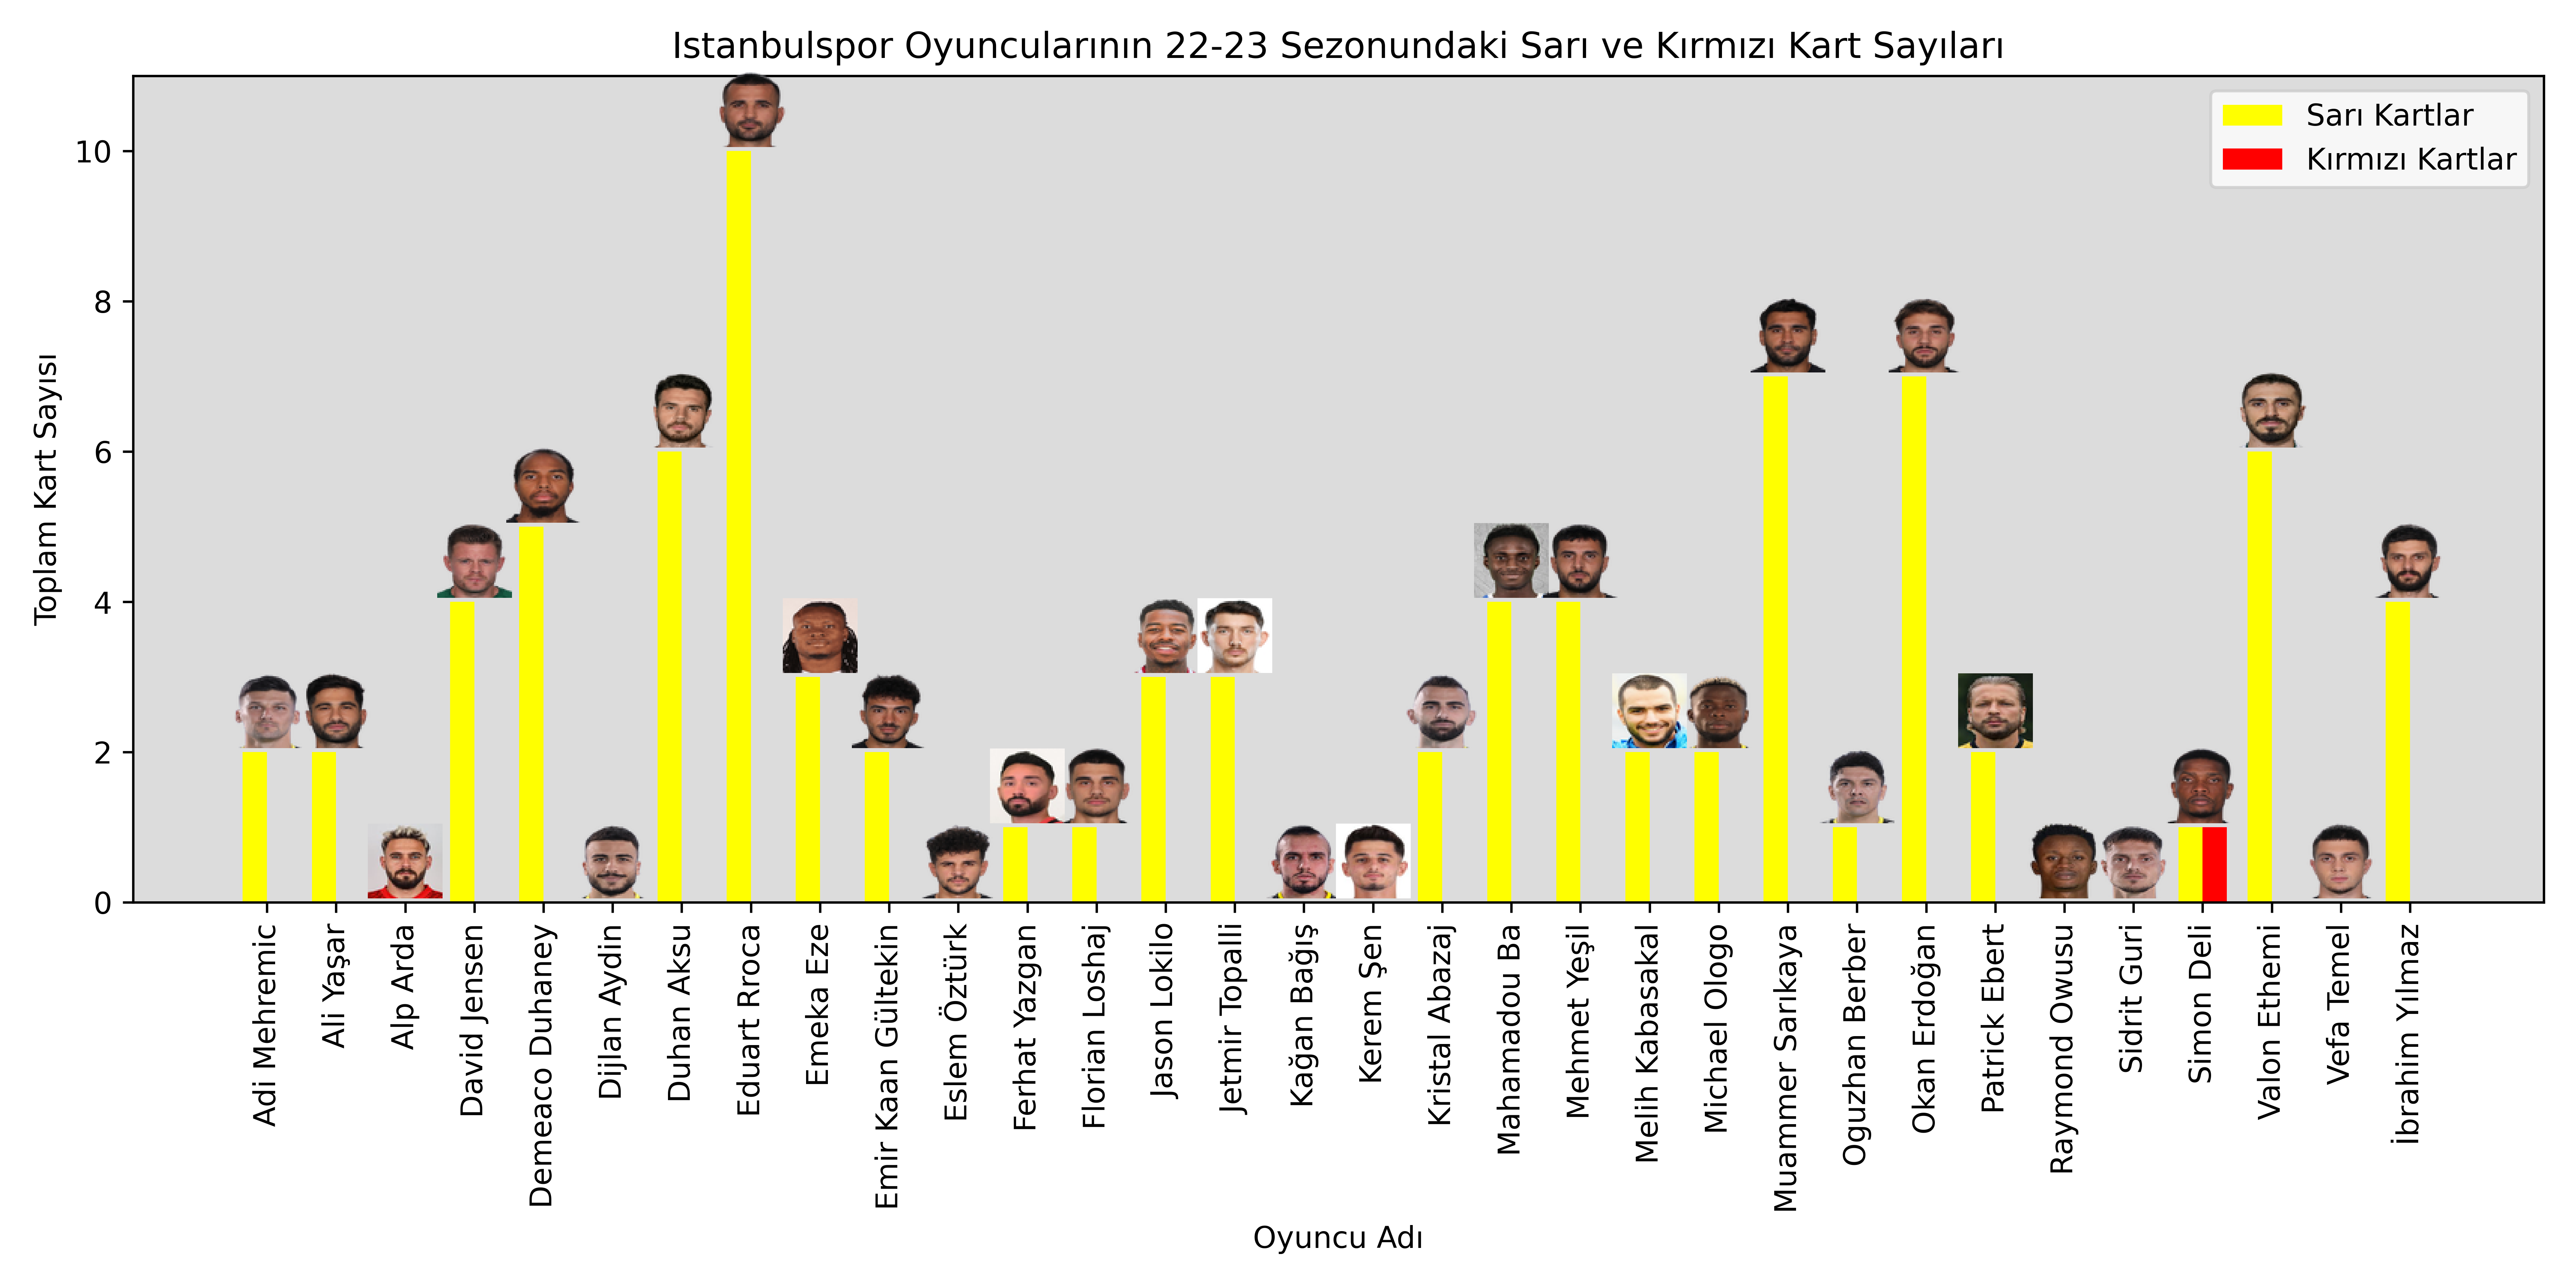 Istanbulspor Oyuncularının 22-23 Sezonundaki Sarı ve Kırmızı Kart Sayıları
Sarı Kartlar
Kırmızı Kartlar
Toplam Kart Sayısı
10
8
6
4
2
0
Adi Mehremic
Ali Yaşar
Alp Arda
David Jensen
Demeaco Duhaney
Dijlan Aydin
Duhan Aksu
Eduart Rroca
Emeka Eze
Emir Kaan Gültekin
Eslem Öztürk
Ferhat Yazgan
Florian Loshaj
Jason Lokilo
Jetmir Topalli
Kağan Bağış
Kerem Şen
Kristal Abazaj
Mahamadou Ba
Mehmet Yeşil
Melih Kabasakal
Michael Ologo
Muammer Sarıkaya
Oguzhan Berber
Okan Erdoğan
Patrick Ebert
Raymond Owusu
Sidrit Guri
Simon Deli
Valon Ethemi
Vefa Temel
İbrahim Yılmaz
Oyuncu Adı